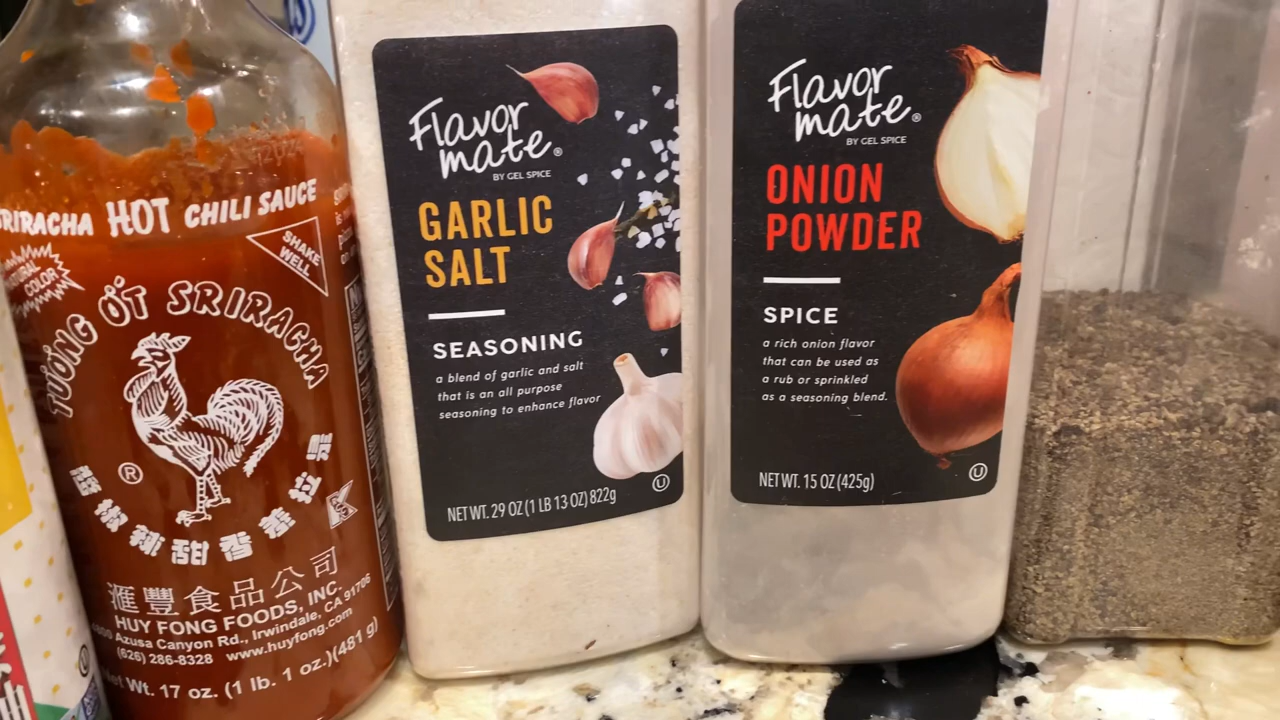 SRIRACHA HOT CHILI SAUCE
NATURAL
COLOR
SHAKE
WELL
TƯƠNG ỚT SRIRACHA
®
香甜辣椒
滙豐食品公司
HUY FONG FOODS, INC.
Azusa Canyon Rd., Irwindale, CA 91706
(626) 286-8328 www.huyfong.com
Net Wt. 17 oz. (1 lb. 1 oz.)(481 g)
Flavor
mate®
BY GEL SPICE
GARLIC
SALT
SEASONING
a blend of garlic and salt
that is an all purpose
seasoning to enhance flavor
NET WT. 29 OZ (1 LB 13 OZ) 822g
U
Flavor
mate®
BY GEL SPICE
ONION
POWDER
SPICE
a rich onion flavor
that can be used as
a rub or sprinkled
as a seasoning blend.
NET WT. 15 OZ (425g)
U